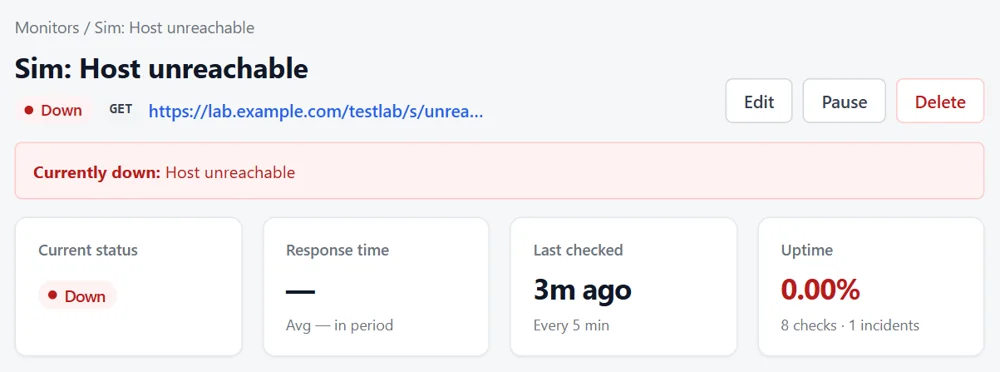 Monitors / Sim: Host unreachable
Sim: Host unreachable
Down GET https://lab.example.com/testlab/s/unrea...
Edit Pause Delete
Currently down: Host unreachable
Current status
Down
Response time
—
Avg — in period
Last checked
3m ago
Every 5 min
Uptime
0.00%
8 checks · 1 incidents